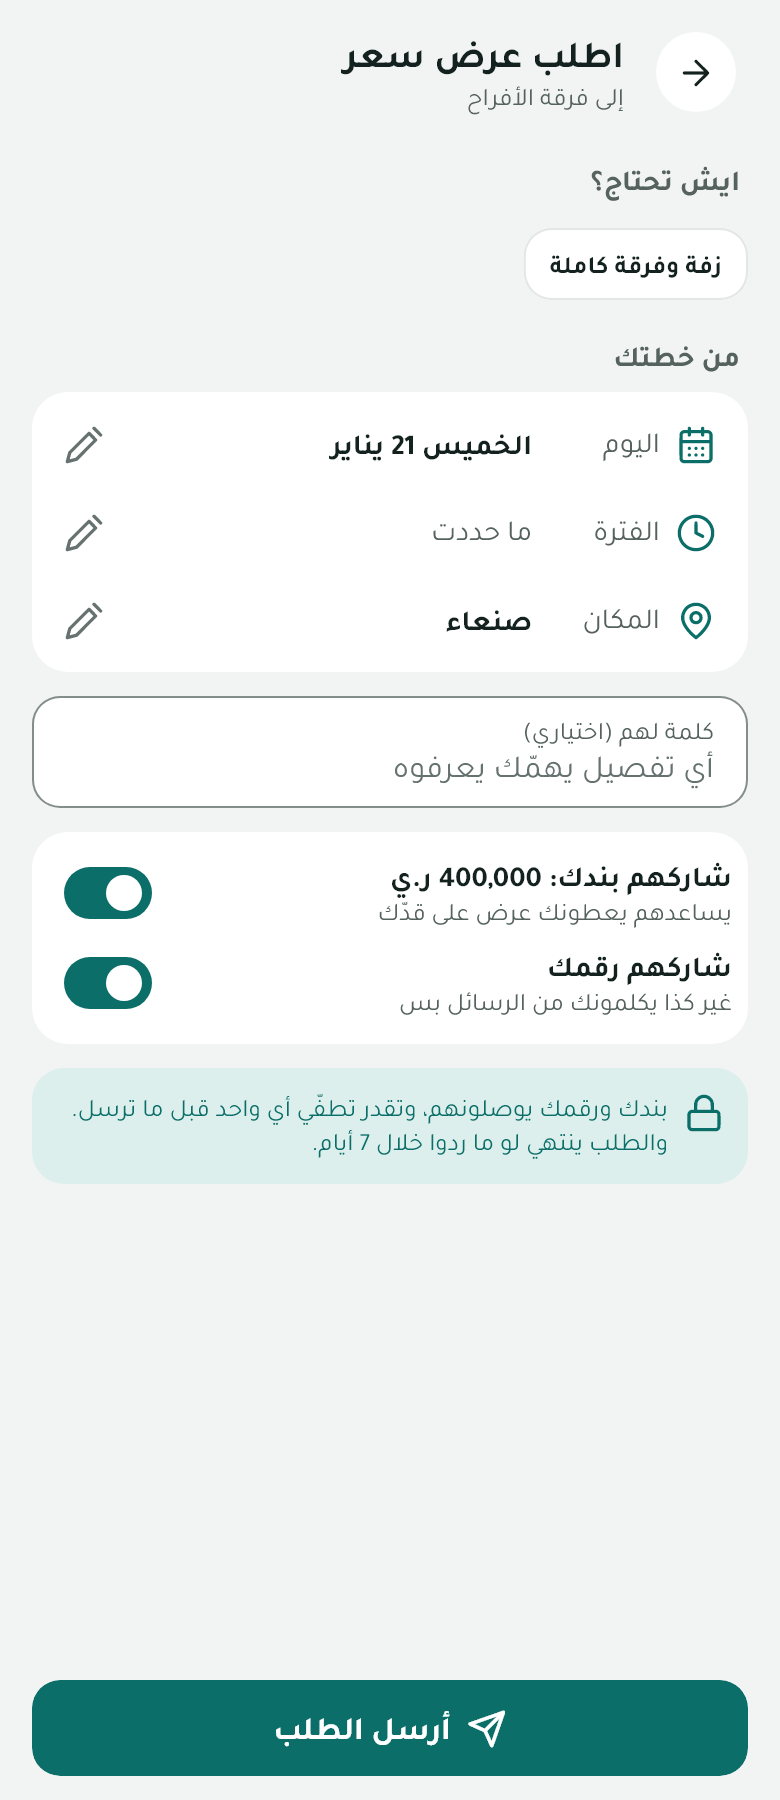 اطلب عرض سعر
إلى فرقة الأفراح
ايش تحتاج؟
زفة وفرقة كاملة
من خطتك
اليوم الخميس 21 يناير
الفترة ما حددت
المكان صنعاء
كلمة لهم (اختياري)
أي تفصيل يهمّك يعرفوه
شاركهم بندك: 400,000 ر.ي
يساعدهم يعطونك عرض على قدّك
شاركهم رقمك
غير كذا يكلمونك من الرسائل بس
بندك ورقمك يوصلونهم، وتقدر تطفّي أي واحد قبل ما ترسل.
والطلب ينتهي لو ما ردوا خلال 7 أيام.
أرسل الطلب